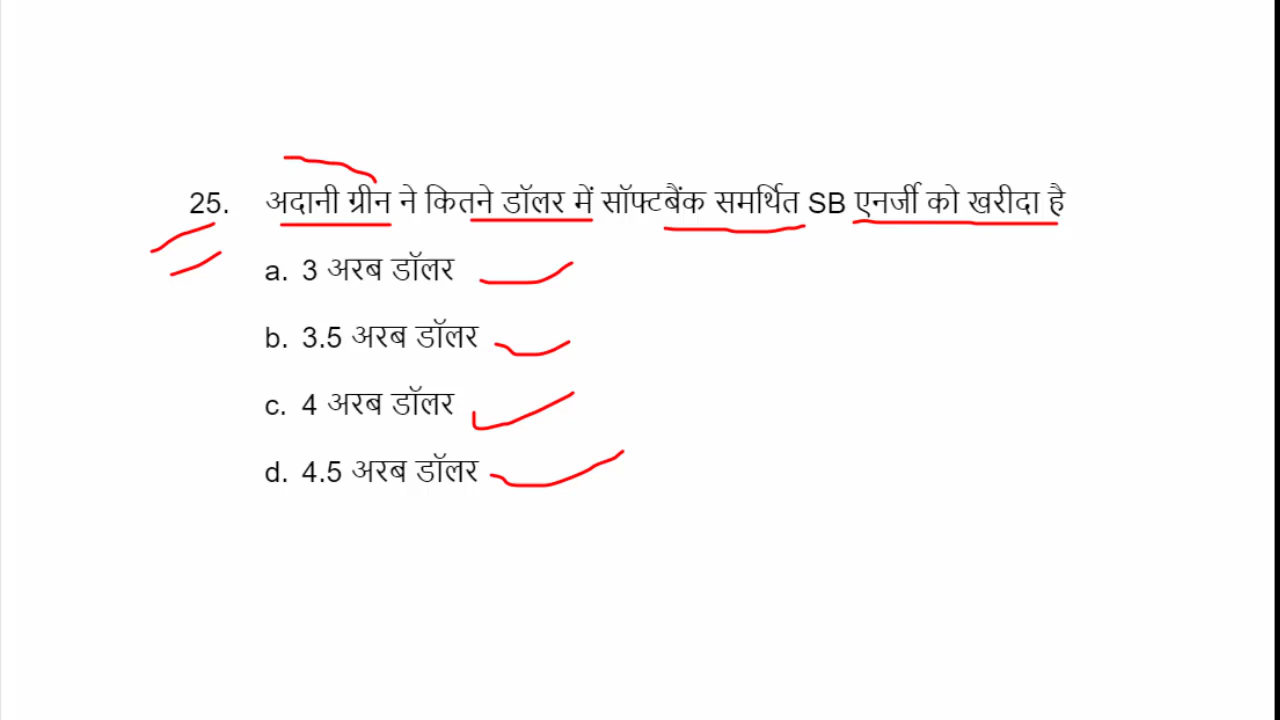 25. अदानी ग्रीन ने कितने डॉलर में सॉफ्टबैंक समर्थित SB एनर्जी को खरीदा है
a. 3 अरब डॉलर
b. 3.5 अरब डॉलर
c. 4 अरब डॉलर
d. 4.5 अरब डॉलर